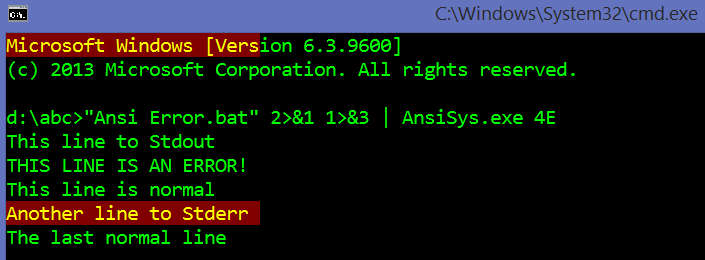 C:\Windows\System32\cmd.exe
C:\.
Microsoft Windows [Version 6.3.9600]
(c) 2013 Microsoft Corporation. All rights reserved.
d:\abc>"Ansi Error.bat" 2>&1 1>&3 | AnsiSys.exe 4E
This line to Stdout
THIS LINE IS AN ERROR!
This line is normal
Another line to Stderr
The last normal line